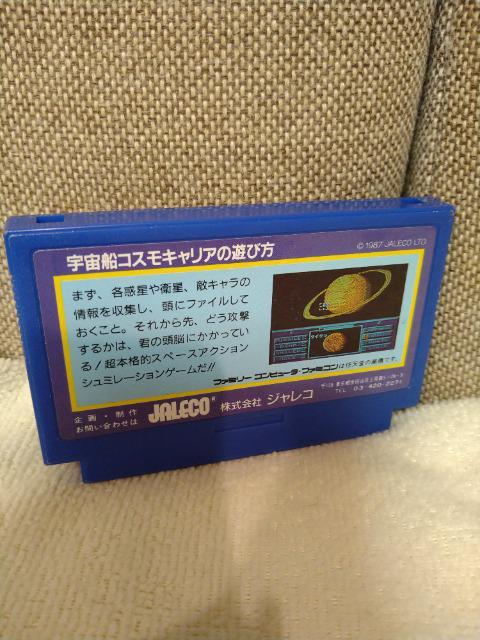 宇宙船コスモキャリアの遊び方
© 1987 JALECO LTD
まず、各惑星や衛星、敵キャラの
情報を収集し、頭にファイルして
おくこと。それから先、どう攻撃
するかは、君の頭脳にかかってい
る!超本格的スペースアクション
シュミレーションゲームだ!!
ファミリーコンピュータ・ファミコンは任天堂の商標です。
企画・制作
お問い合わせは
JALECO® 株式会社 ジャレコ
TEL 03-420-2271